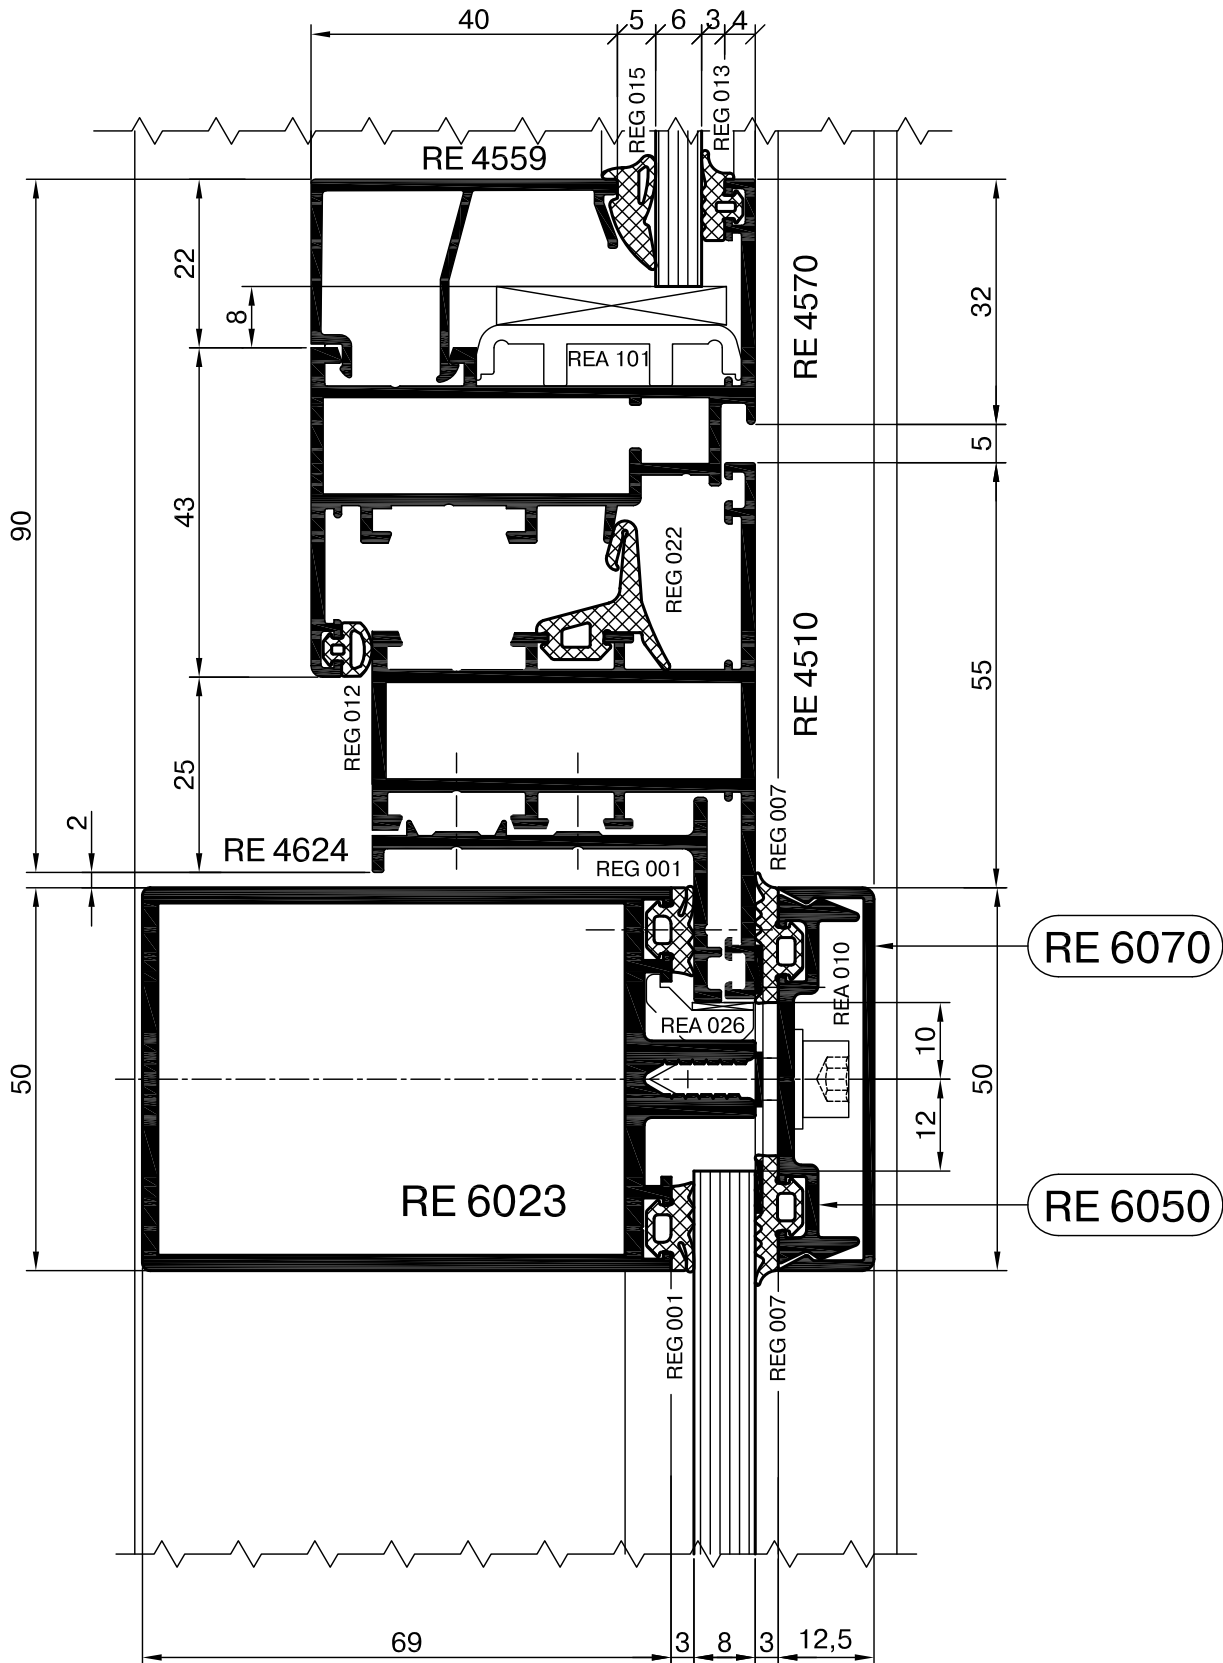 40 5 6 3 4
REG 015
REG 013
RE 4559
22
8
REA 101
RE 4570
32
5
90
43
REG 022
RE 4510
55
REG 012
25
REG 007
2
RE 4624
REG 001
RE 6070
REA 010
REA 026
10
50
50
12
RE 6023
RE 6050
REG 001
REG 007
69 3 8 3 12,5